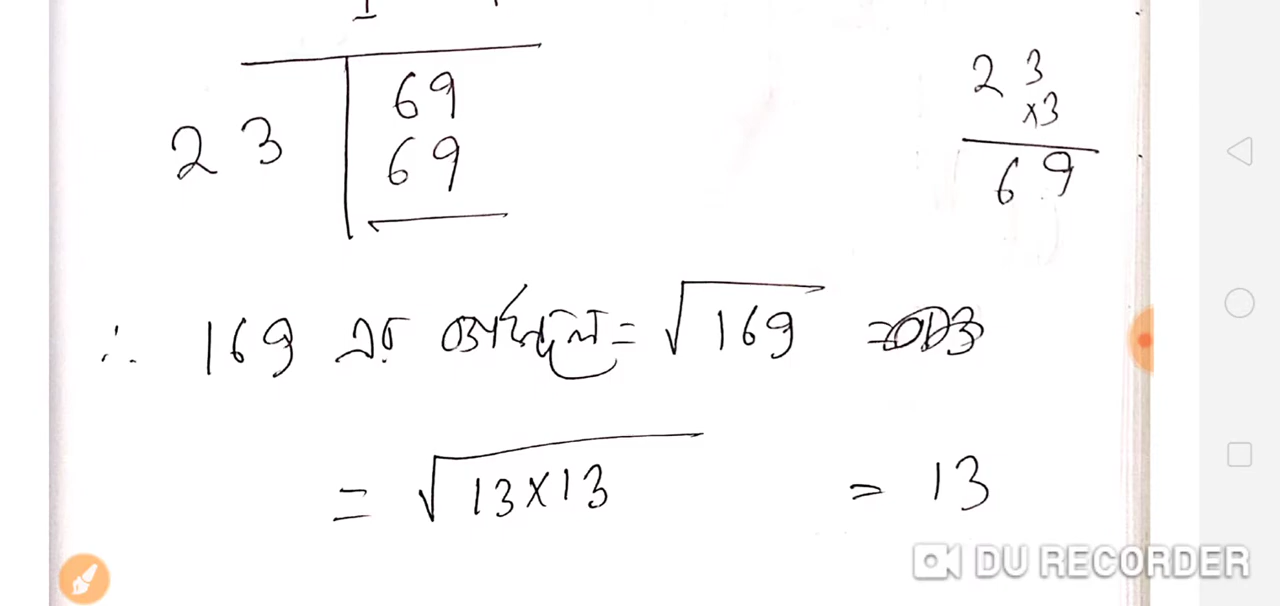 23 | 69
69
23
×3
69
∴ 169 এর বর্গমূল = √169 =
= √13×13 = 13
DU RECORDER